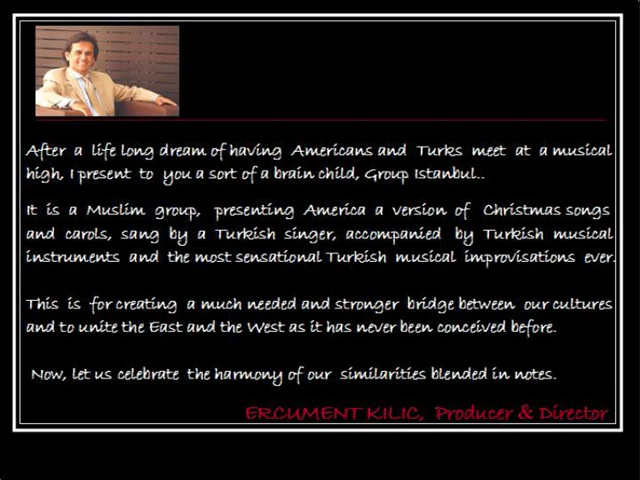 After a life long dream of having Americans and Turks meet at a musical
high, I present to you a sort of a brain child, Group Istanbul..
It is a Muslim group, presenting America a version of Christmas songs
and carols, sang by a Turkish singer, accompanied by Turkish musical
instruments and the most sensational Turkish musical improvisations ever.
This is for creating a much needed and stronger bridge between our cultures
and to unite the East and the West as it has never been conceived before.
Now, let us celebrate the harmony of our similarities blended in notes.
ERCUMENT KILIC, Producer & Director